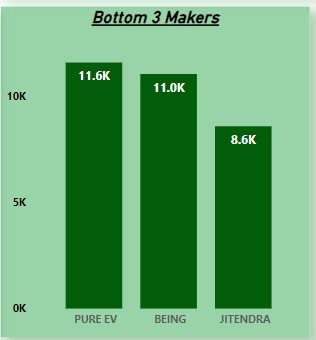 Bottom 3 Makers
11.6K
11.0K
10K
8.6K
5K
0K
PURE EV BEING JITENDRA